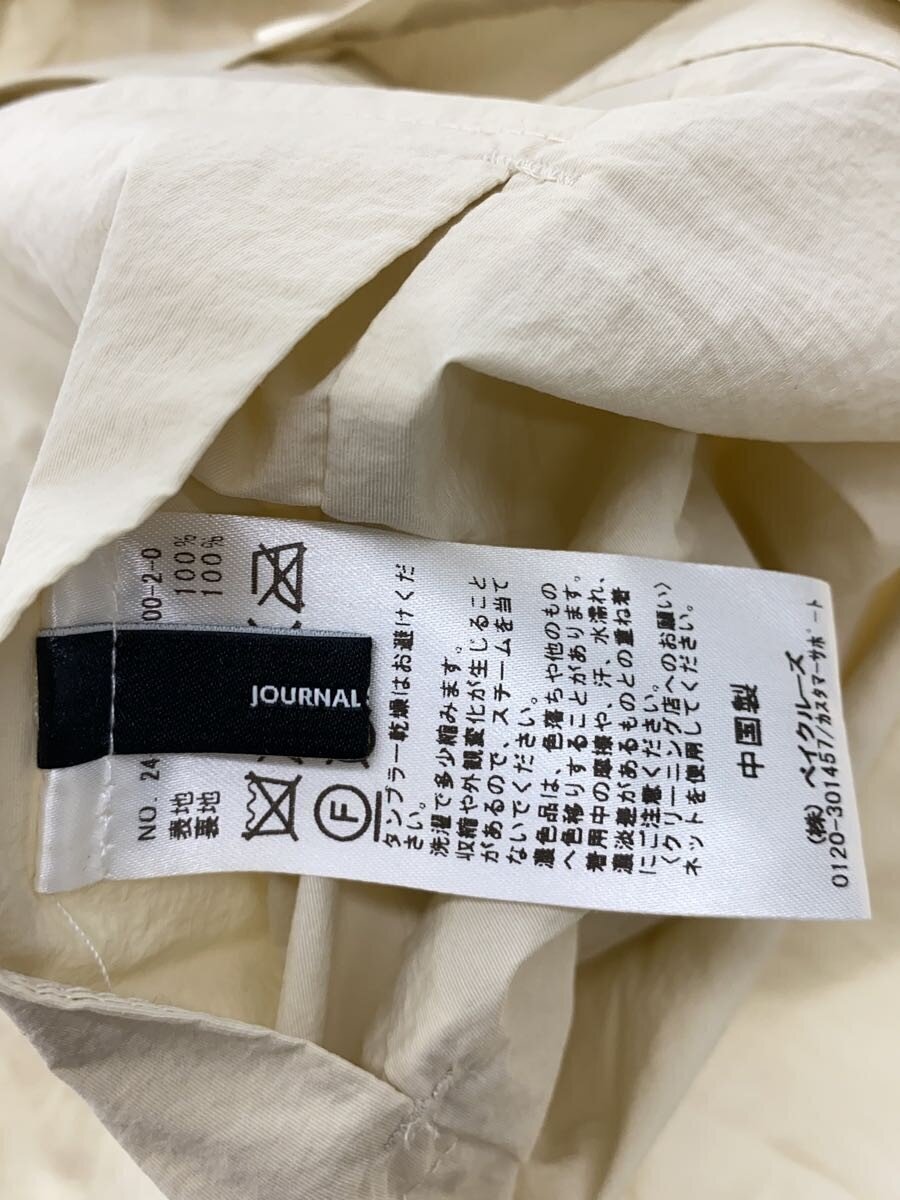 JOURNAL
NO. 24 00-2-0
表地 100%
裏地 100%
F
タンブラー乾燥はお避けくだ
さい。
洗濯で多少縮みます。
収縮や外観変化が生じること
があるので、スチームを当て
ないでください。
濃色品は、色落ちや他のもの
へ色移りすることがあります。
着用中の摩擦や、汗、水濡れ、
濃淡差があるものとの重ね着
にご注意ください。
〈クリーニング店へのお願い〉
ネットを使用してください。
中国製
(株) ベイクルーズ
0120-301457/カスタマーサポート